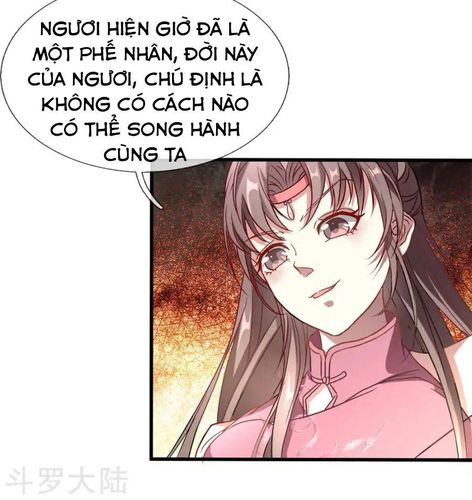 NGƯƠI HIỆN GIỜ ĐÃ LÀ
MỘT PHẾ NHÂN, ĐỜI NÀY
CỦA NGƯƠI, CHÚ ĐỊNH LÀ
KHÔNG CÓ CÁCH NÀO
CÓ THỂ SONG HÀNH
CÙNG TA
斗罗大陆